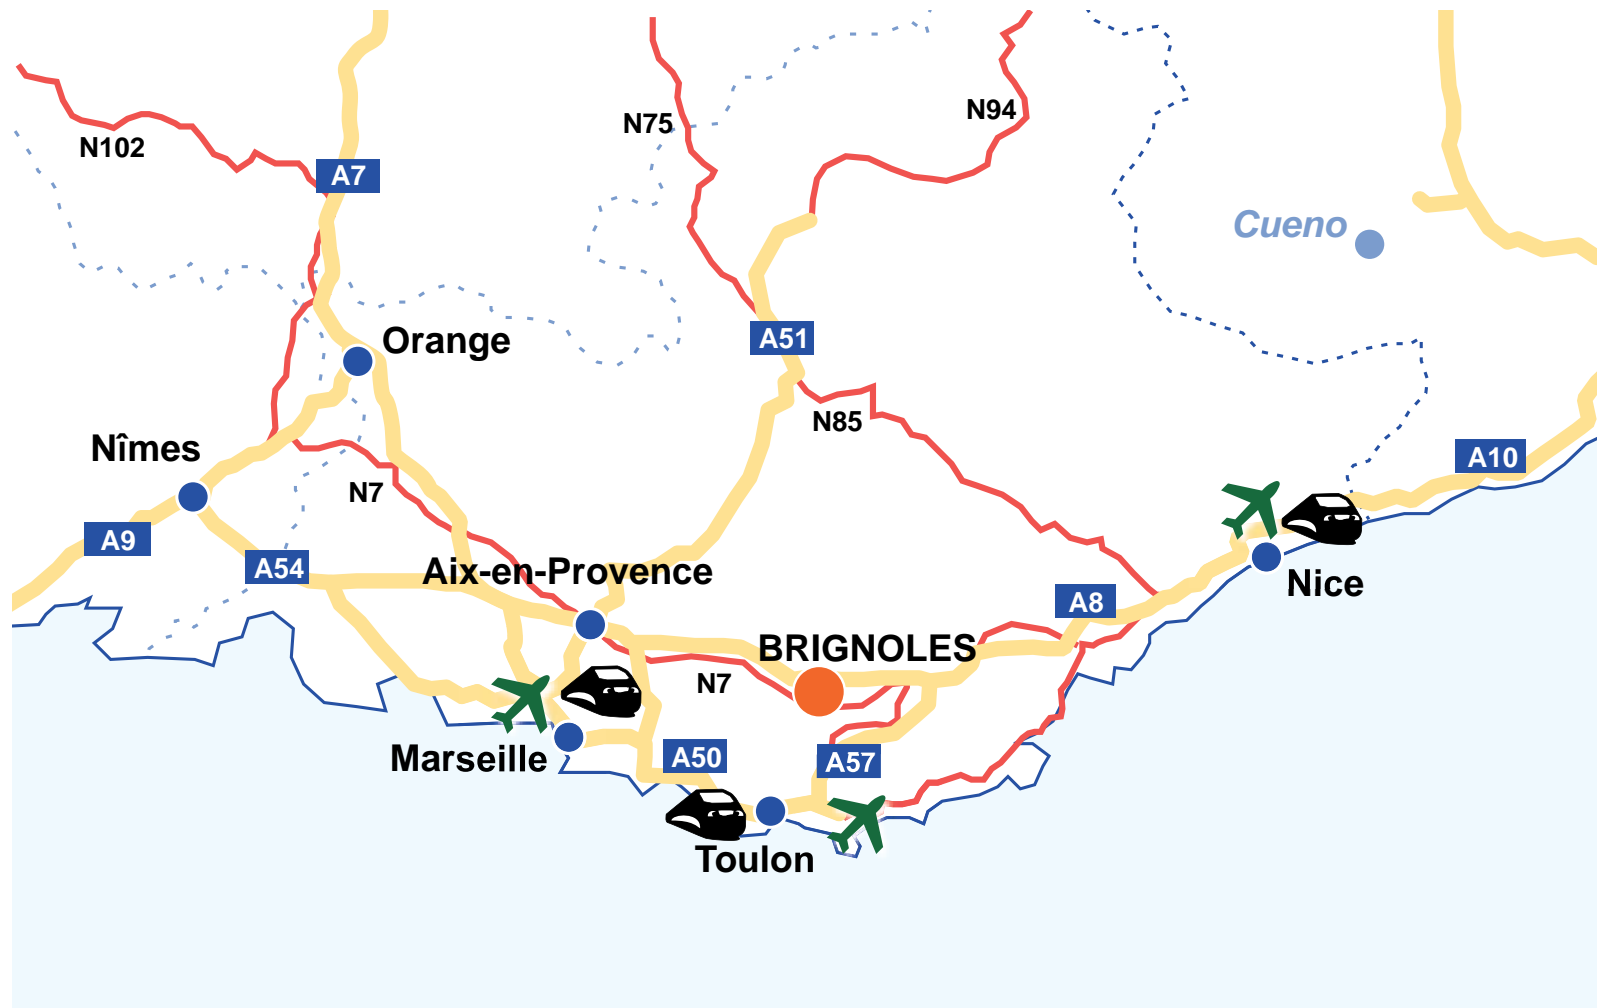 N94
N75
N102
A7
Cueno
Orange
A51
N85
Nîmes
A10
N7
A9
A54
Aix-en-Provence
Nice
A8
BRIGNOLES
N7
Marseille
A50
A57
Toulon